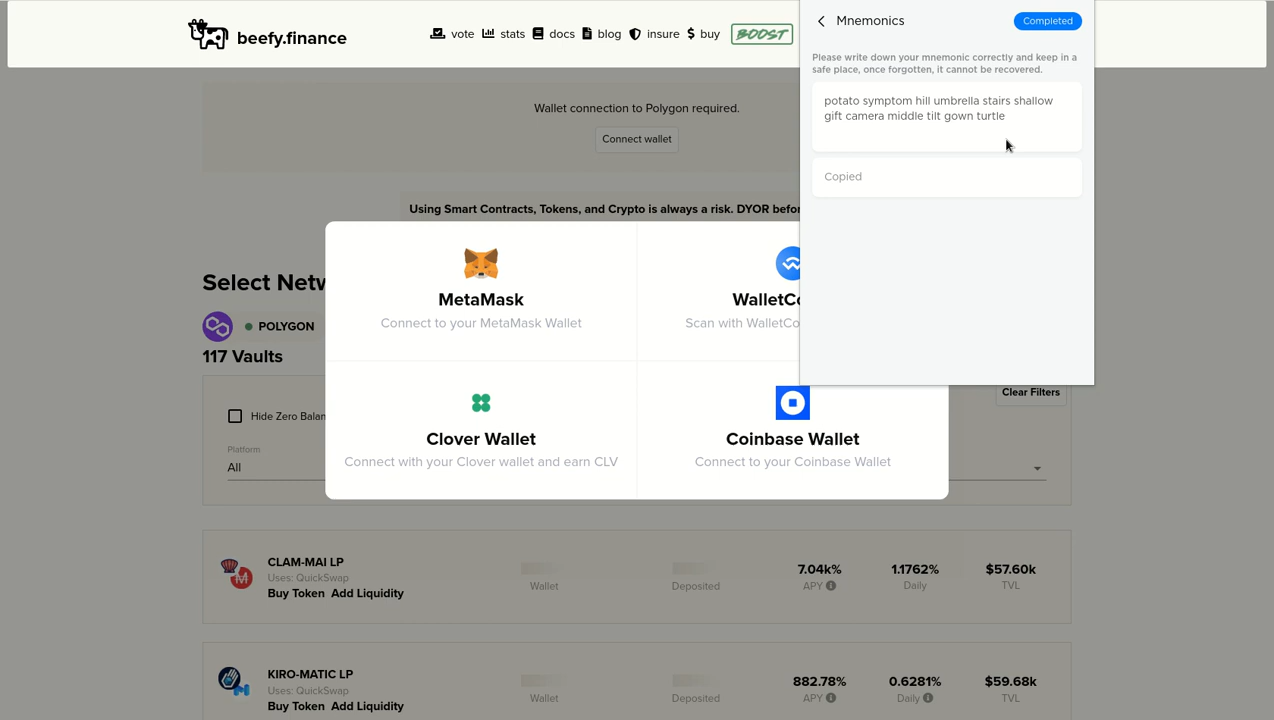 beefy.finance
vote
stats
docs
blog
insure
buy
BOOST
Mnemonics
Completed
Please write down your mnemonic correctly and keep in a
safe place, once forgotten, it cannot be recovered.
potato symptom hill umbrella stairs shallow
gift camera middle tilt gown turtle
Copied
Wallet connection to Polygon required.
Connect wallet
Using Smart Contracts, Tokens, and Crypto is always a risk. DYOR
Select
POLYGON
117 Vaults
MetaMask
Connect to your MetaMask Wallet
Scan with
Clover Wallet
Connect with your Clover wallet and earn CLV
Coinbase Wallet
Connect to your Coinbase Wallet
Clear Filters
Hide Zero
Platform
All
CLAM-MAI LP
Uses: QuickSwap
Buy Token Add Liquidity
Wallet
Deposited
7.04k%
APY
1.1762%
Daily
$57.60k
TVL
KIRO-MATIC LP
Uses: QuickSwap
Buy Token Add Liquidity
Wallet
Deposited
882.78%
APY
0.6281%
Daily
$59.68k
TVL